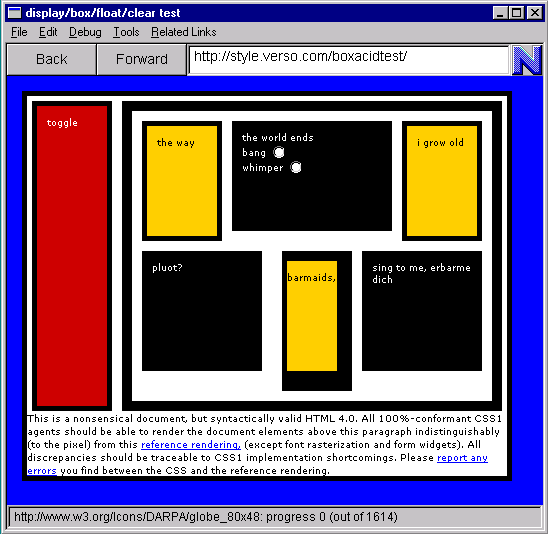 display/box/float/clear test
File Edit Debug Tools Related Links
Back Forward http://style.verso.com/boxacidtest/
toggle
the way
the world ends
bang
whimper
i grow old
pluot?
barmaids,
sing to me, erbarme
dich
This is a nonsensical document, but syntactically valid HTML 4.0. All 100%-conformant CSS1
agents should be able to render the document elements above this paragraph indistinguishably
(to the pixel) from this reference rendering, (except font rasterization and form widgets). All
discrepancies should be traceable to CSS1 implementation shortcomings. Please report any
errors you find between the CSS and the reference rendering.
http://www.w3.org/Icons/DARPA/globe_80x48: progress 0 (out of 1614)